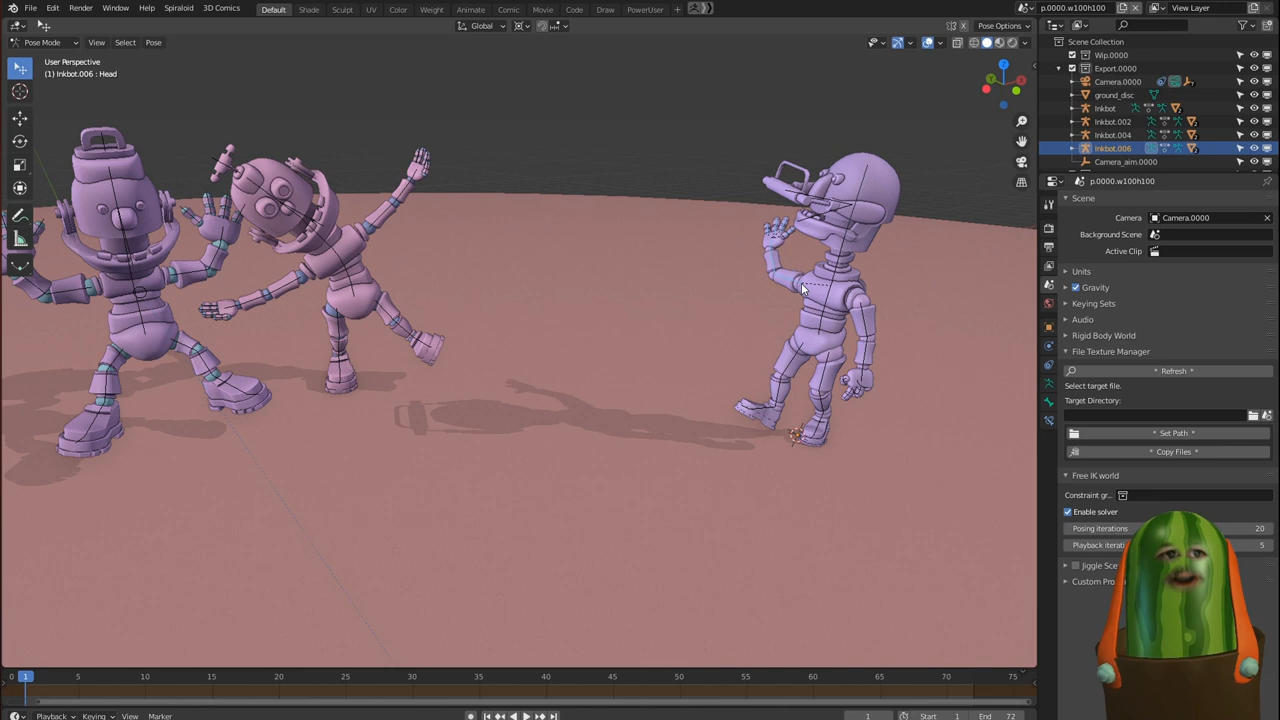 File Edit Render Window Help Spiraloid 3D Comics Default Shade Sculpt UV Color Weight Animate Comic Movie Code Draw PowerUser + p.0000.w100h100 View Layer
Global Pose Options
Pose Mode View Select Pose
User Perspective
(1) Inkbot.006 : Head
Z
Y
X
Scene Collection
Wip.0000
Export.0000
Camera.0000
ground_disc
Inkbot
Inkbot.002
Inkbot.004
Inkbot.006
Camera_aim.0000
p.0000.w100h100
Scene
Camera Camera.0000
Background Scene
Active Clip
Units
Gravity
Keying Sets
Audio
Rigid Body World
File Texture Manager
* Refresh *
Select target file.
Target Directory:
* Set Path *
* Copy Files *
Free IK world
Constraint gr...
Enable solver
Posing iterations 20
Playback iterati 5
Jiggle Sce
Custom Pro
0 1 5 10 15 20 25 30 35 40 45 50 55 60 65 70 75
Playback Keying View Marker 1 Start 1 End 72